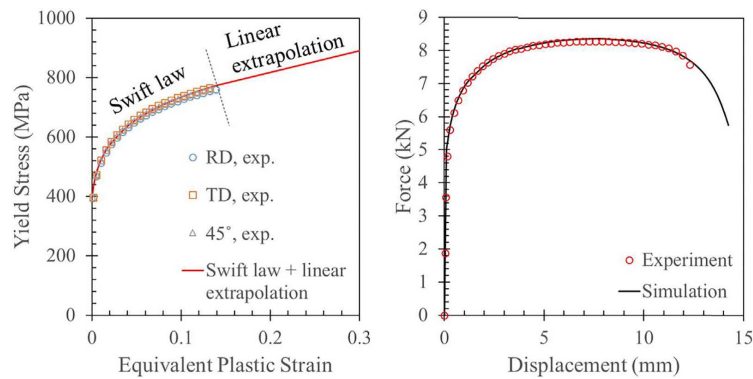 1000
800
600
400
200
0
Yield Stress (MPa)
Swift law
Linear
extrapolation
RD, exp.
TD, exp.
45˚, exp.
Swift law + linear
extrapolation
0
0.1
0.2
0.3
Equivalent Plastic Strain
9
8
7
6
5
4
3
2
1
0
Force (kN)
Experiment
Simulation
0
5
10
15
Displacement (mm)